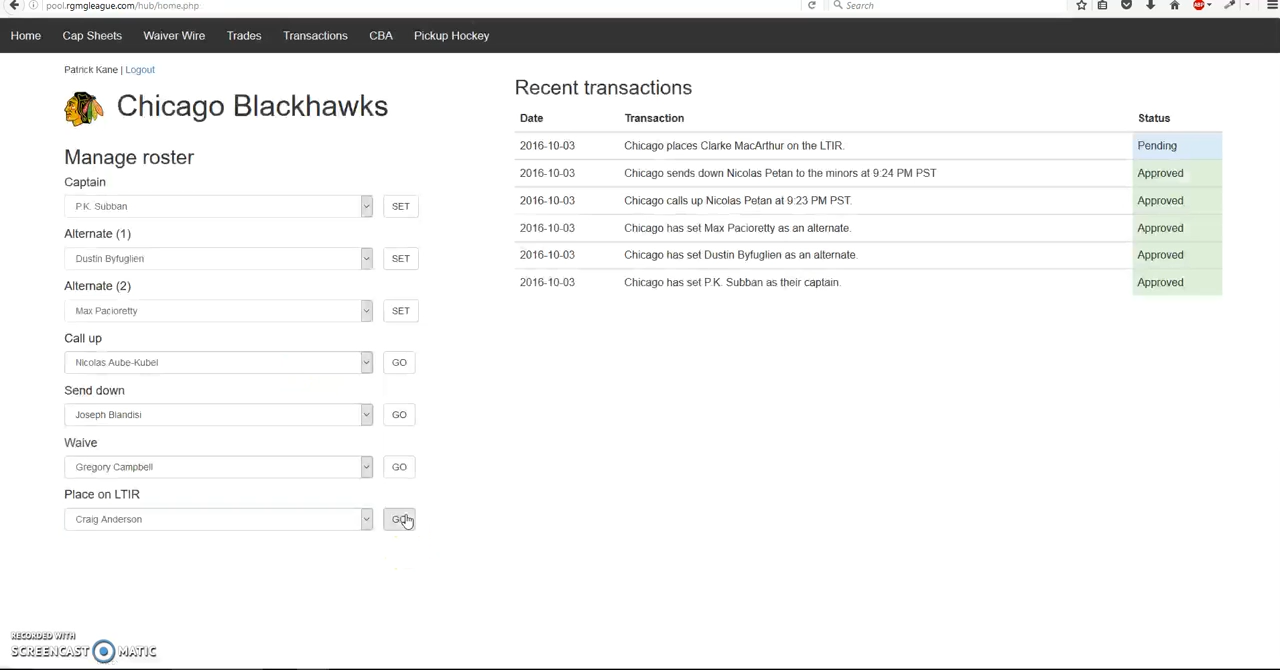 pool.rgmgleague.com/hub/home.php
Search
ABP
Home Cap Sheets Waiver Wire Trades Transactions CBA Pickup Hockey
Patrick Kane | Logout
Chicago Blackhawks
Manage roster
Captain
P.K. Subban SET
Alternate (1)
Dustin Byfuglien SET
Alternate (2)
Max Pacioretty SET
Call up
Nicolas Aube-Kubel GO
Send down
Joseph Blandisi GO
Waive
Gregory Campbell GO
Place on LTIR
Craig Anderson GO
Recent transactions
Date Transaction Status
2016-10-03 Chicago places Clarke MacArthur on the LTIR. Pending
2016-10-03 Chicago sends down Nicolas Petan to the minors at 9:24 PM PST Approved
2016-10-03 Chicago calls up Nicolas Petan at 9:23 PM PST. Approved
2016-10-03 Chicago has set Max Pacioretty as an alternate. Approved
2016-10-03 Chicago has set Dustin Byfuglien as an alternate. Approved
2016-10-03 Chicago has set P.K. Subban as their captain. Approved
RECORDED WITH
SCREENCAST MATIC